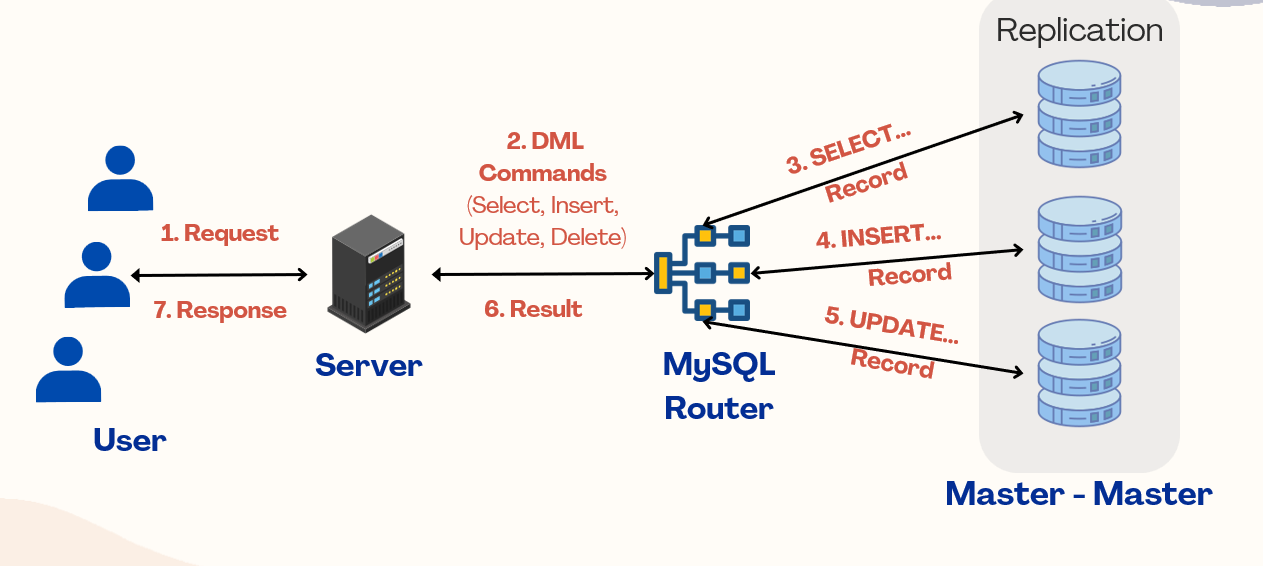 Replication
2. DML
Commands
(Select, Insert,
Update, Delete)
3. SELECT...
Record
1. Request
4. INSERT...
Record
7. Response
6. Result
5. UPDATE...
Record
Server
MySQL
Router
User
Master - Master